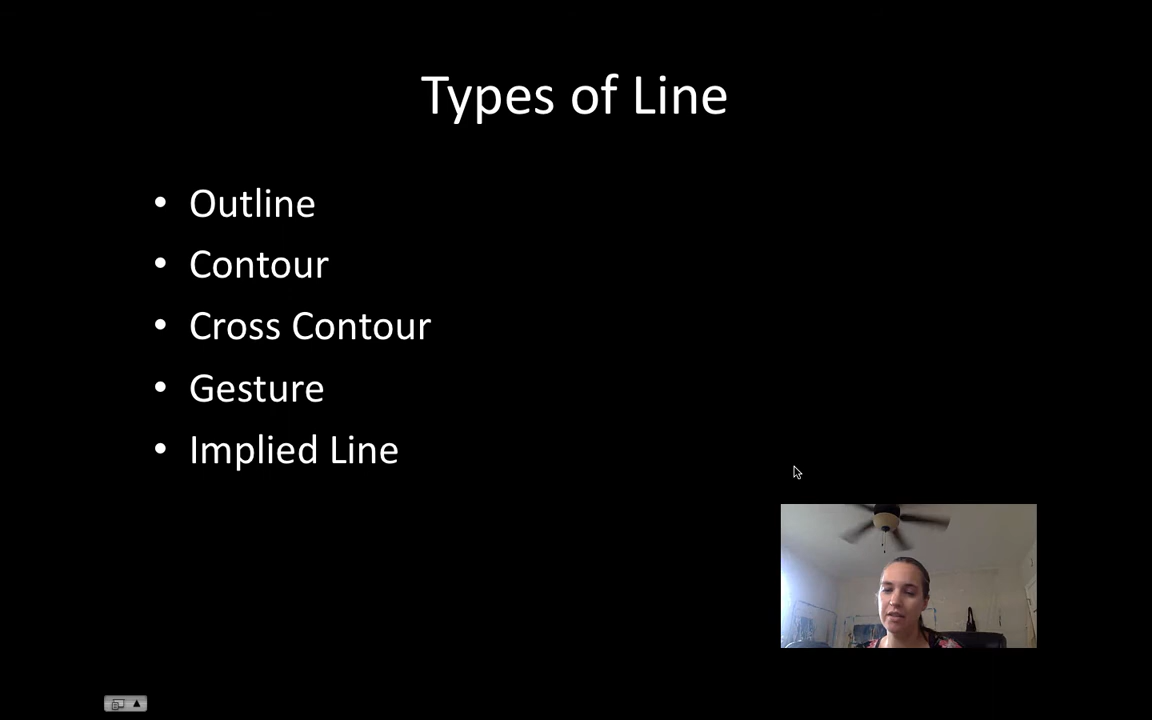 Types of Line
• Outline
• Contour
• Cross Contour
• Gesture
• Implied Line